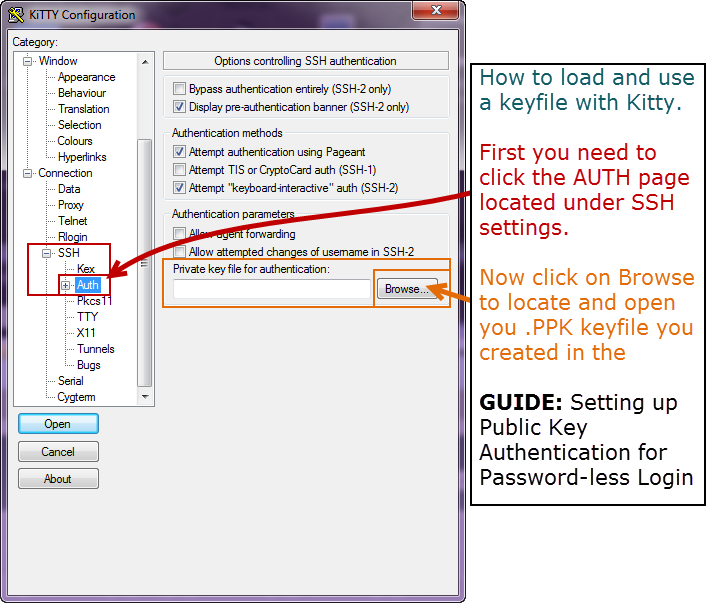 KiTTY Configuration
Category:
Window
Appearance
Behaviour
Translation
Selection
Colours
Hyperlinks
Connection
Data
Proxy
Telnet
Rlogin
SSH
Kex
Auth
Pkcs11
TTY
X11
Tunnels
Bugs
Serial
Cygterm
Open
Cancel
About
Options controlling SSH authentication
Bypass authentication entirely (SSH-2 only)
Display pre-authentication banner (SSH-2 only)
Authentication methods
Attempt authentication using Pageant
Attempt TIS or CryptoCard auth (SSH-1)
Attempt "keyboard-interactive" auth (SSH-2)
Authentication parameters
Allow agent forwarding
Allow attempted changes of username in SSH-2
Private key file for authentication:
Browse...
How to load and use
a keyfile with Kitty.
First you need to
click the AUTH page
located under SSH
settings.
Now click on Browse
to locate and open
you .PPK keyfile you
created in the
GUIDE: Setting up
Public Key
Authentication for
Password-less Login